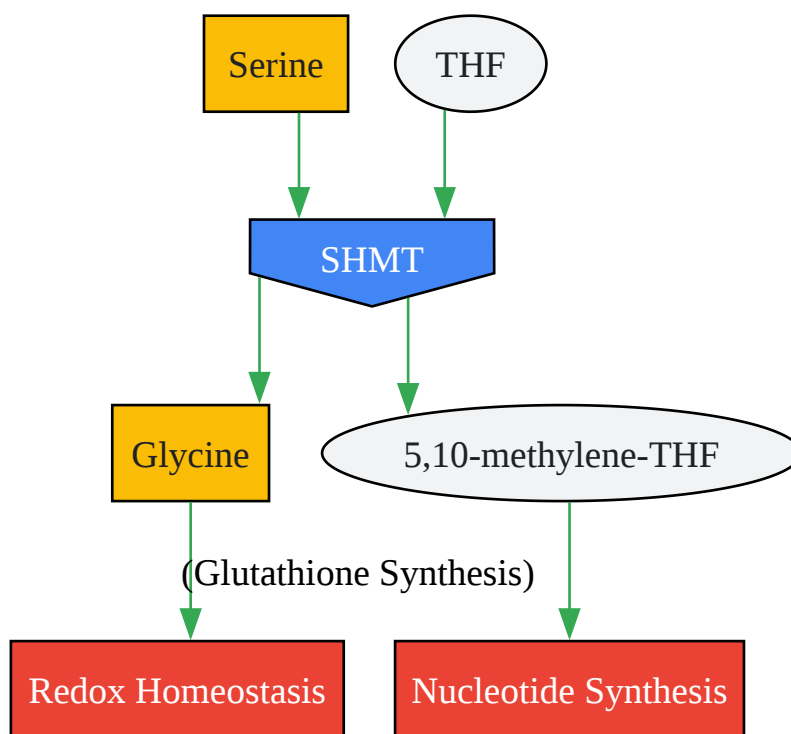 Serine
THF
SHMT
Glycine
5,10-methylene-THF
(Glutathione Synthesis)
Redox Homeostasis
Nucleotide Synthesis